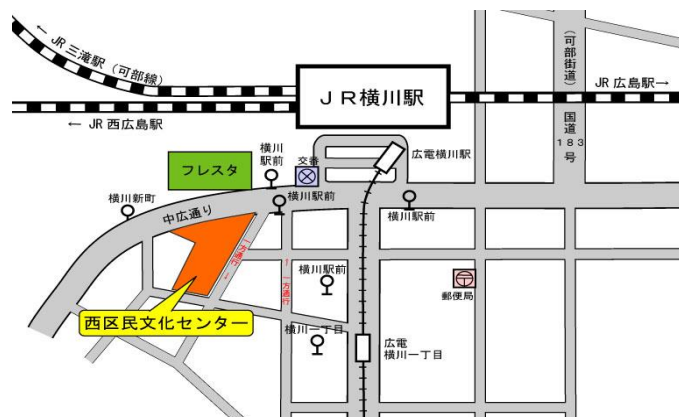 ← JR 三滝駅（可部線）
ＪＲ横川駅
（可部街道）
JR 広島駅→
← JR 西広島駅
国道183号
横川駅前
交番
広電横川駅
フレスタ
横川新町
中広通り
横川駅前
横川駅前
一方通行→
↑一方通行
横川駅前
郵便局
西区民文化センター
横川一丁目
広電
横川一丁目